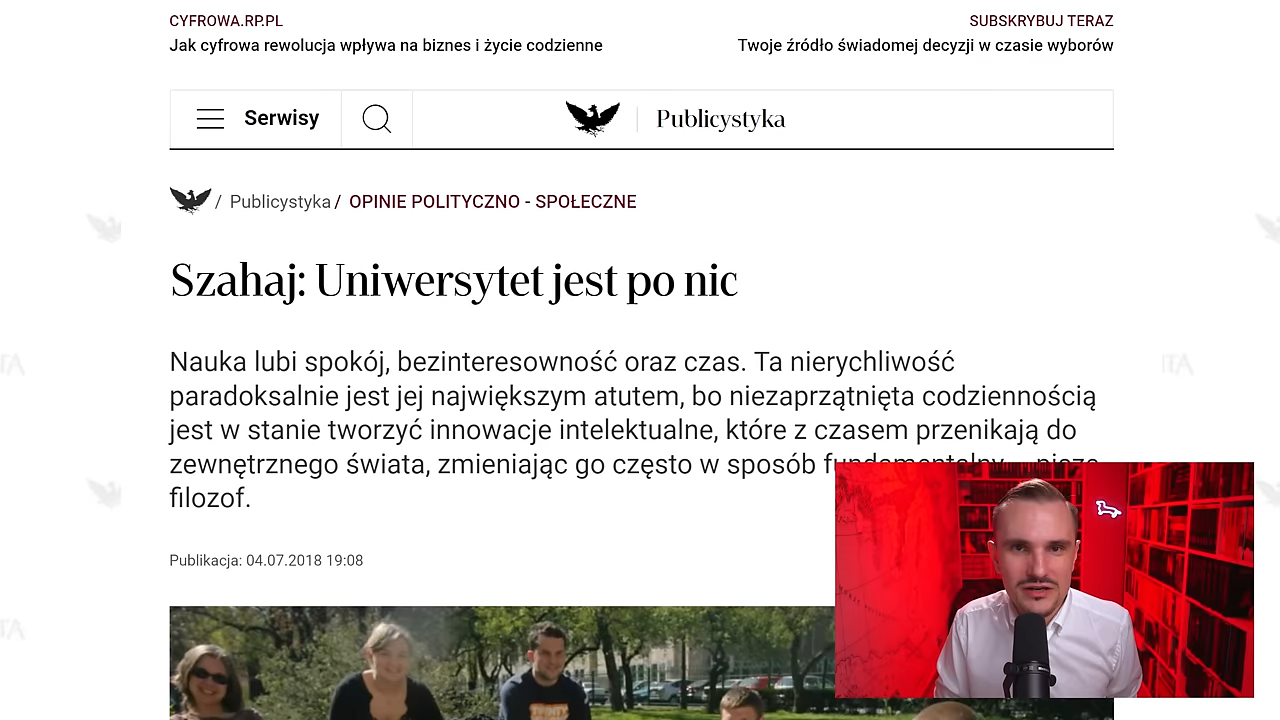 CYFROWA.RP.PL
SUBSKRYBUJ TERAZ
Jak cyfrowa rewolucja wpływa na biznes i życie codzienne
Twoje źródło świadomej decyzji w czasie wyborów
Serwisy
Publicystyka
/ Publicystyka / OPINIE POLITYCZNO - SPOŁECZNE
Szahaj: Uniwersytet jest po nic
Nauka lubi spokój, bezinteresowność oraz czas. Ta nierychliwość
paradoksalnie jest jej największym atutem, bo niezaprzątnięta codziennością
jest w stanie tworzyć innowacje intelektualne, które z czasem przenikają do
zewnętrznego świata, zmieniając go często w sposób fundamentalny – pisze
filozof.
Publikacja: 04.07.2018 19:08